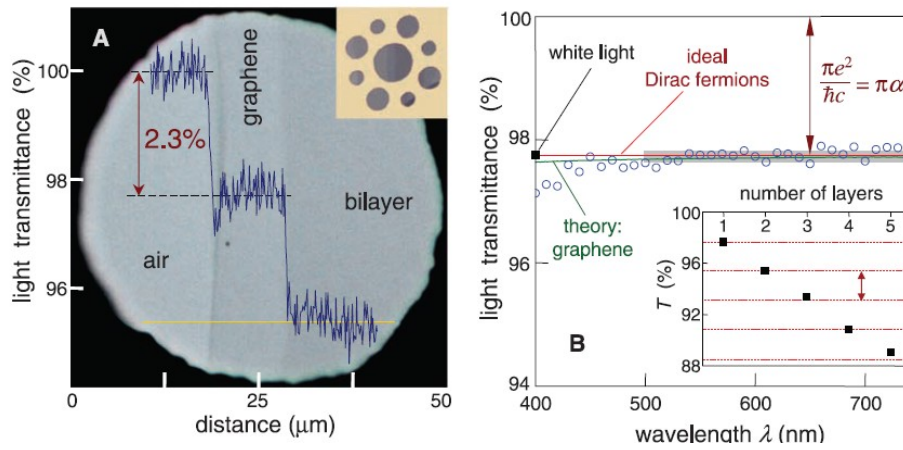 A
light transmittance (%)
100
98
96
2.3%
air
graphene
bilayer
0
25
50
distance (μm)
B
light transmittance (%)
100
98
96
94
white light
ideal
Dirac fermions
πe²/ħc = πα
theory:
graphene
number of layers
1 2 3 4 5
T (%)
100
96
92
88
400 500 600 700
wavelength λ (nm)